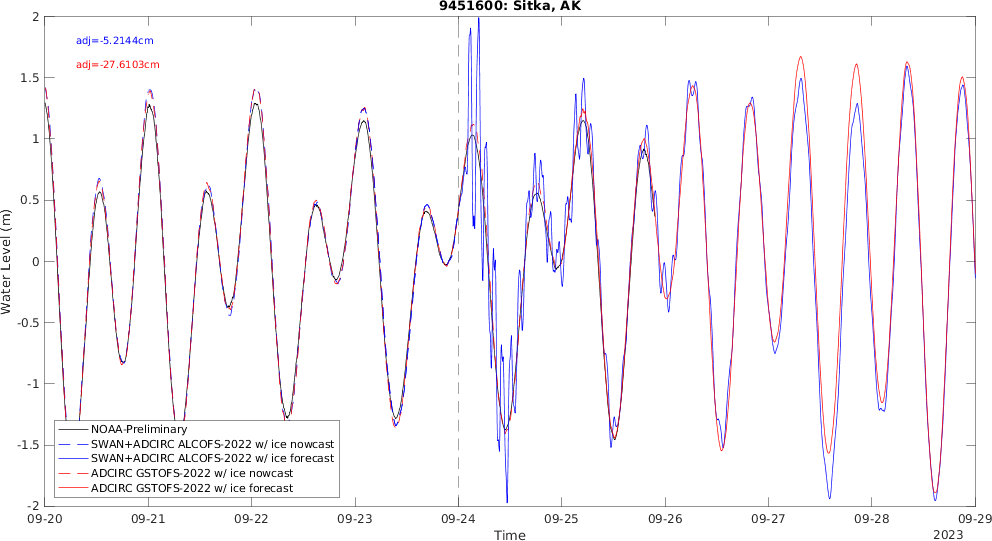 9451600: Sitka, AK
adj=-5.2144cm
adj=-27.6103cm
2
1.5
1
0.5
0
-0.5
-1
-1.5
-2
Water Level (m)
NOAA-Preliminary
SWAN+ADCIRC ALCOFS-2022 w/ ice nowcast
SWAN+ADCIRC ALCOFS-2022 w/ ice forecast
ADCIRC GSTOFS-2022 w/ ice nowcast
ADCIRC GSTOFS-2022 w/ ice forecast
09-20 09-21 09-22 09-23 09-24 09-25 09-26 09-27 09-28 09-29
Time
2023